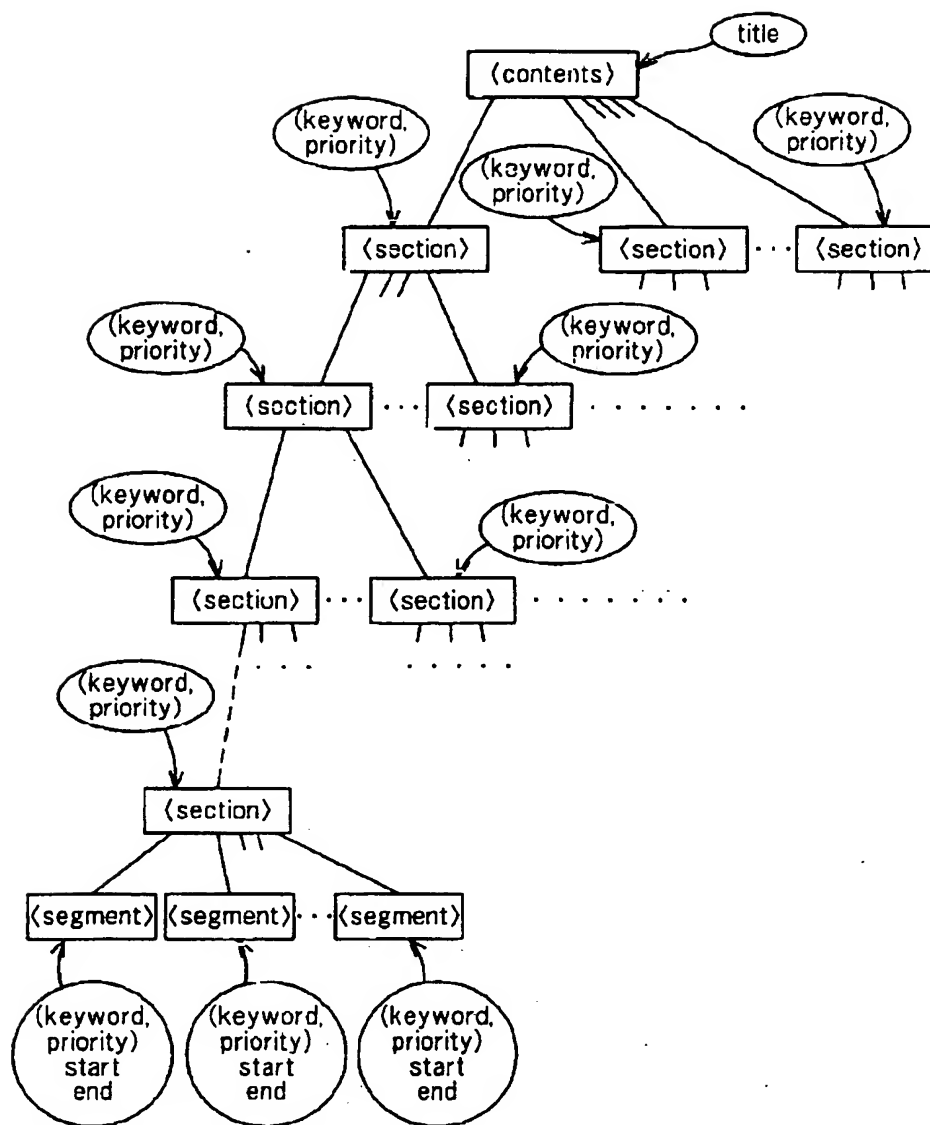 title
〈contents〉
(keyword,
priority)
(keyword,
priority)
(keyword,
priority)
〈section〉
〈section〉
...
〈section〉
(keyword,
priority)
(keyword,
priority)
〈section〉
...
〈section〉
.......
(keyword,
priority)
(keyword,
priority)
〈section〉
...
〈section〉
.......
....
.....
(keyword,
priority)
〈section〉
〈segment〉
〈segment〉
...
〈segment〉
(keyword,
priority)
start
end
(keyword,
priority)
start
end
(keyword,
priority)
start
end